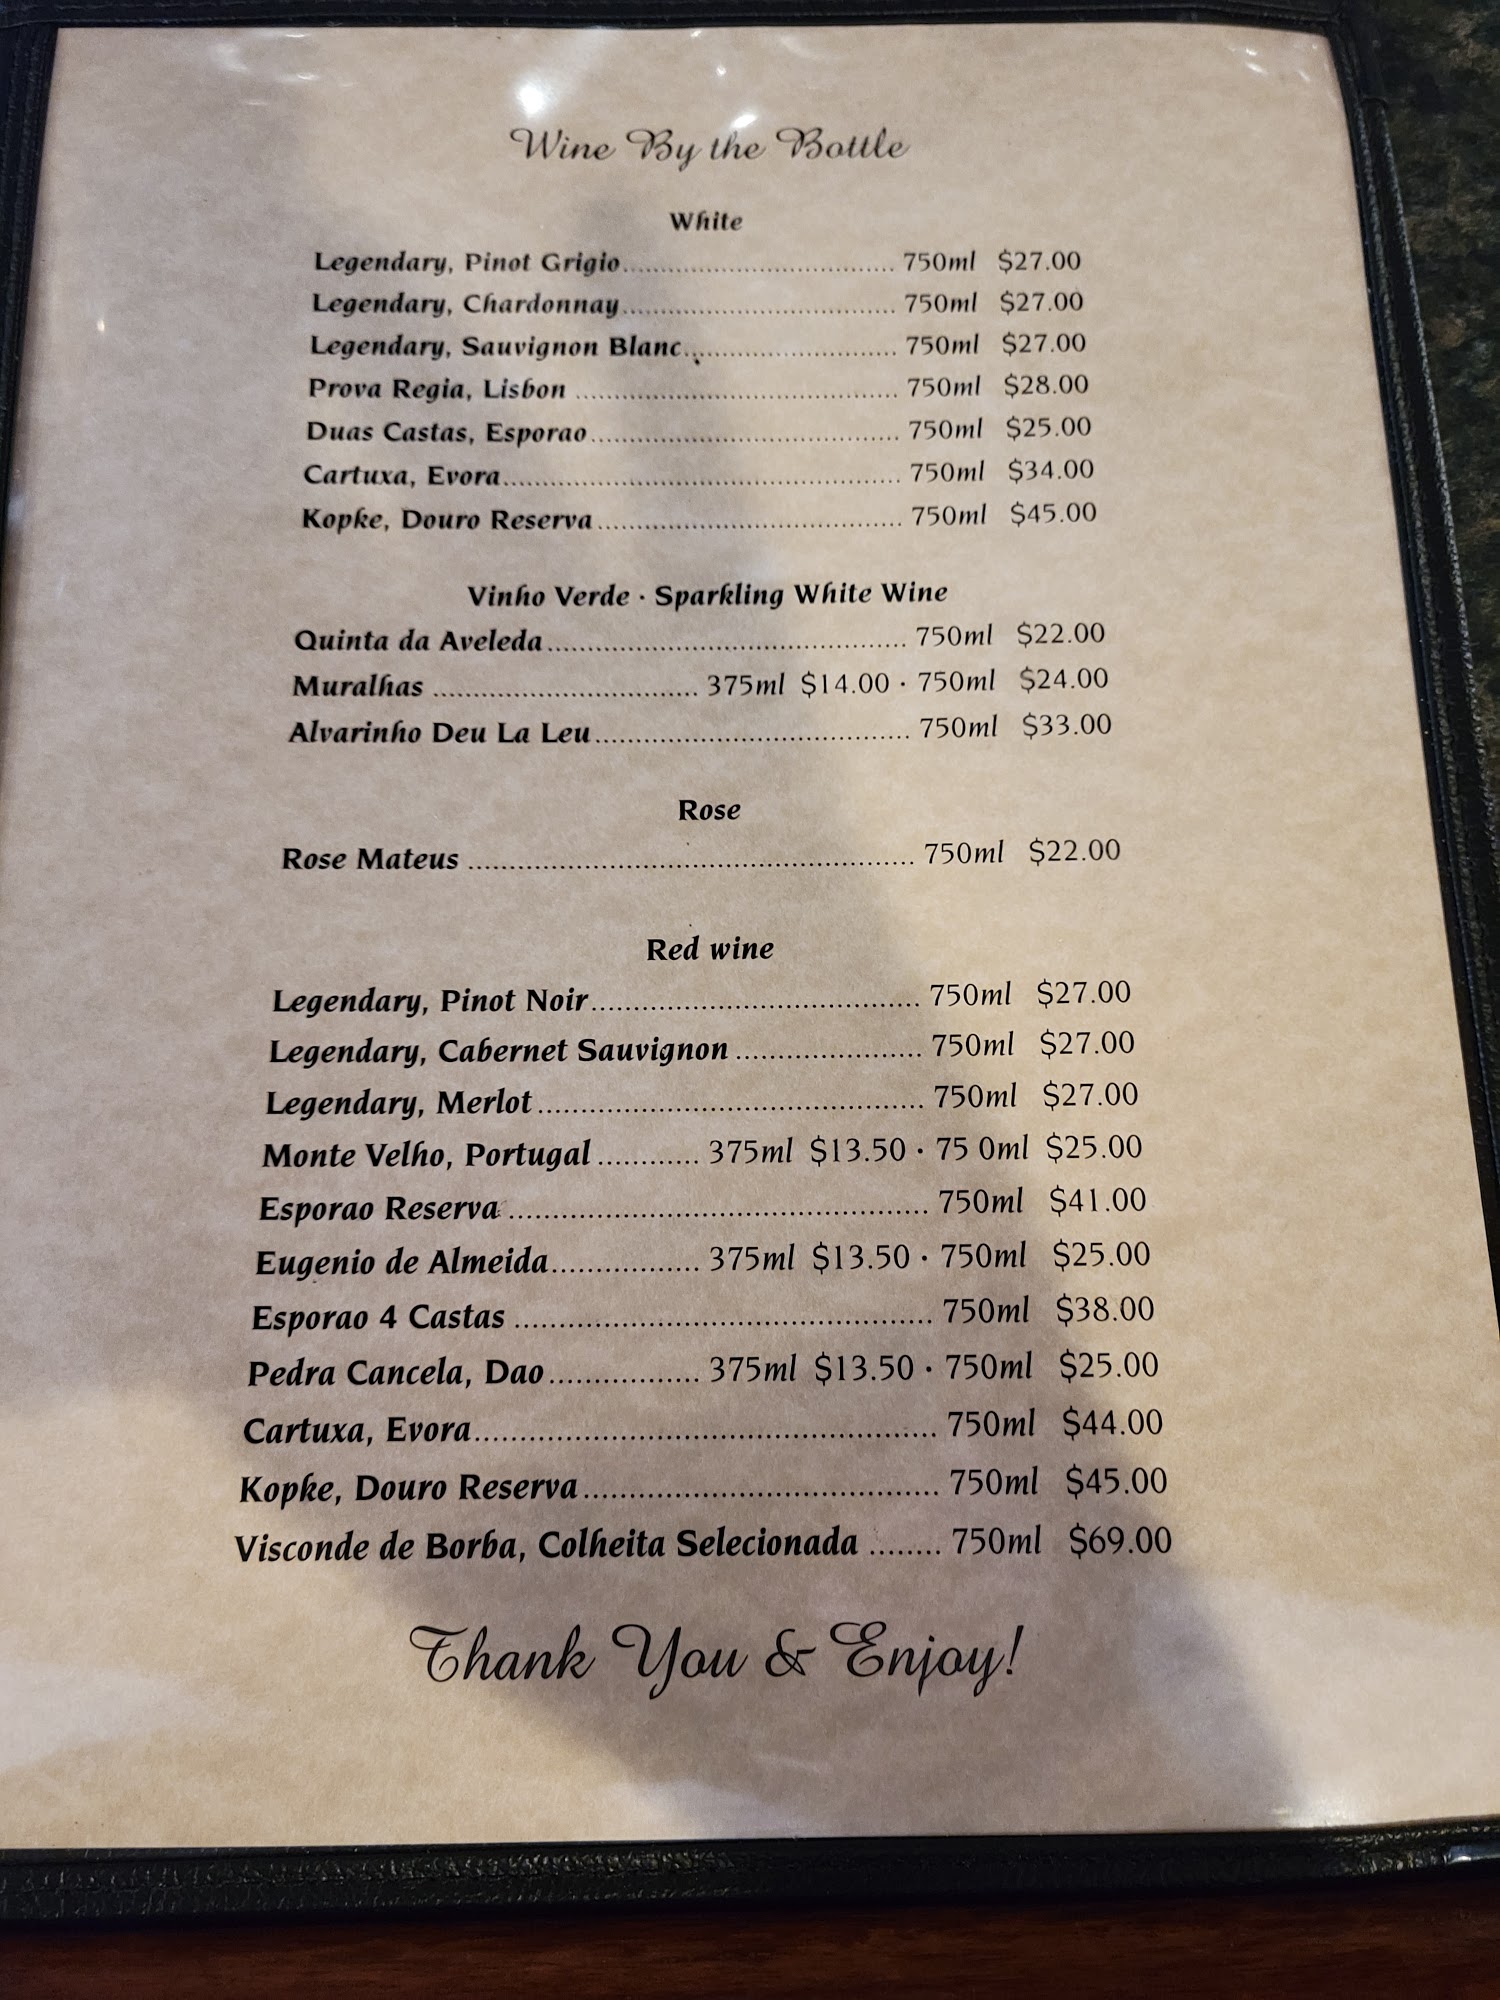 Wine By the Bottle
White
Legendary, Pinot Grigio.................................. 750ml $27.00
Legendary, Chardonnay.................................. 750ml $27.00
Legendary, Sauvignon Blanc........................... 750ml $27.00
Prova Regia, Lisbon ........................................ 750ml $28.00
Duas Castas, Esporao....................................... 750ml $25.00
Cartuxa, Evora.................................................. 750ml $34.00
Kopke, Douro Reserva...................................... 750ml $45.00
Vinho Verde · Sparkling White Wine
Quinta da Aveleda............................................ 750ml $22.00
Muralhas ................................ 375ml $14.00 · 750ml $24.00
Alvarinho Deu La Leu...................................... 750ml $33.00
Rose
Rose Mateus ..................................................... 750ml $22.00
Red wine
Legendary, Pinot Noir....................................... 750ml $27.00
Legendary, Cabernet Sauvignon ...................... 750ml $27.00
Legendary, Merlot............................................. 750ml $27.00
Monte Velho, Portugal ............ 375ml $13.50 · 75 0ml $25.00
Esporao Reserva ................................................ 750ml $41.00
Eugenio de Almeida................. 375ml $13.50 · 750ml $25.00
Esporao 4 Castas ............................................... 750ml $38.00
Pedra Cancela, Dao.................. 375ml $13.50 · 750ml $25.00
Cartuxa, Evora................................................... 750ml $44.00
Kopke, Douro Reserva....................................... 750ml $45.00
Visconde de Borba, Colheita Selecionada ........ 750ml $69.00
Thank You & Enjoy!